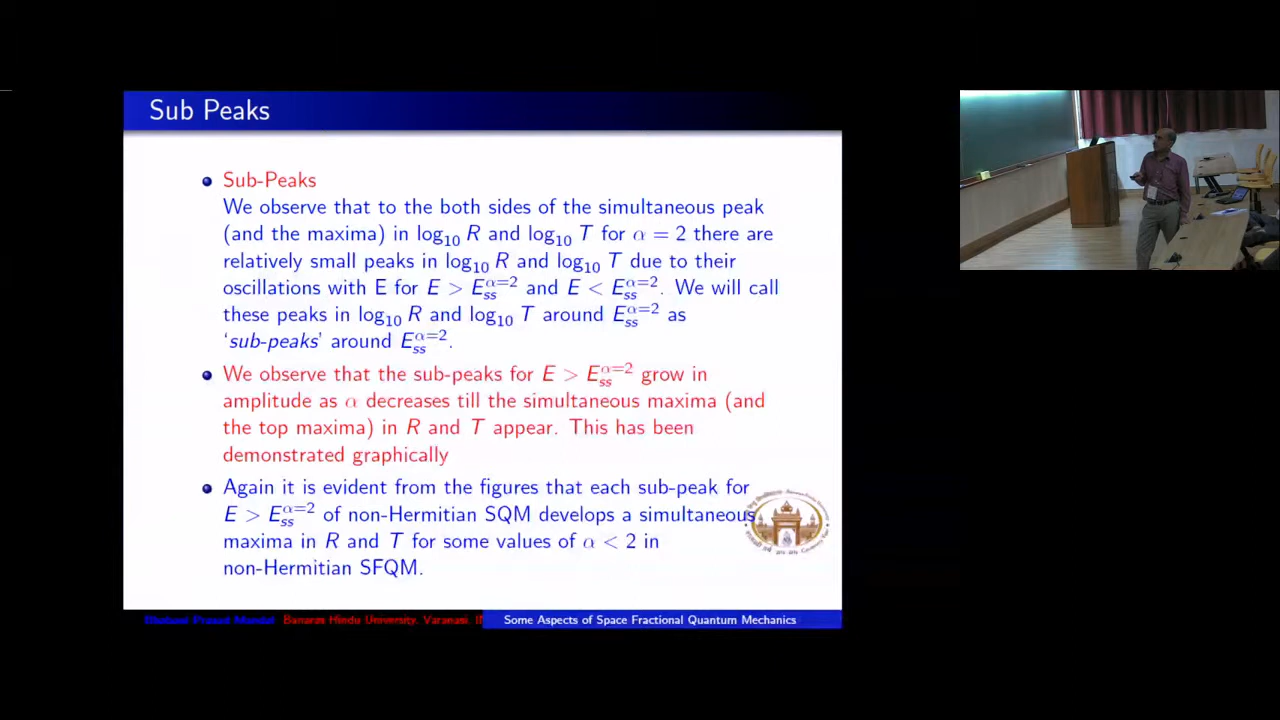 Sub Peaks
Sub-Peaks
We observe that to the both sides of the simultaneous peak
(and the maxima) in log₁₀ R and log₁₀ T for α = 2 there are
relatively small peaks in log₁₀ R and log₁₀ T due to their
oscillations with E for E > E_ss^{α=2} and E < E_ss^{α=2}. We will call
these peaks in log₁₀ R and log₁₀ T around E_ss^{α=2} as
‘sub-peaks’ around E_ss^{α=2}.
We observe that the sub-peaks for E > E_ss^{α=2} grow in
amplitude as α decreases till the simultaneous maxima (and
the top maxima) in R and T appear. This has been
demonstrated graphically
Again it is evident from the figures that each sub-peak for
E > E_ss^{α=2} of non-Hermitian SQM develops a simultaneous
maxima in R and T for some values of α < 2 in
non-Hermitian SFQM.
Bhabani Prasad Mandal Banaras Hindu University, Varanasi, IN Some Aspects of Space Fractional Quantum Mechanics